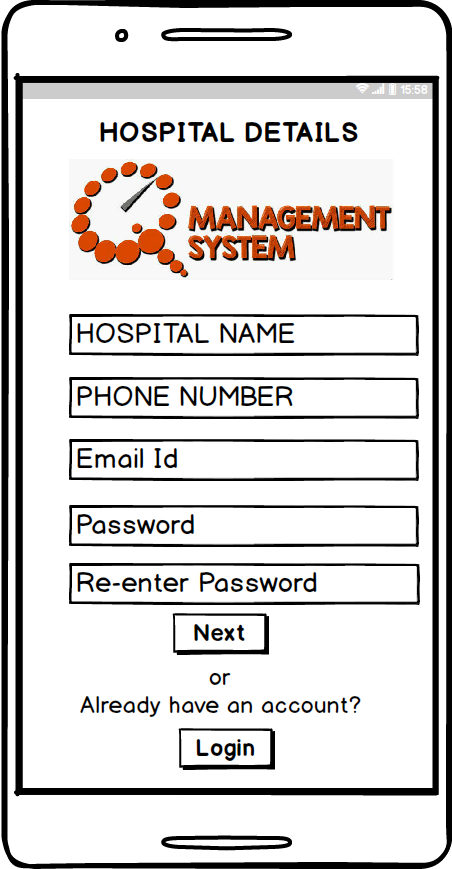 15:58
HOSPITAL DETAILS
MANAGEMENT
SYSTEM
HOSPITAL NAME
PHONE NUMBER
Email Id
Password
Re-enter Password
Next
or
Already have an account?
Login